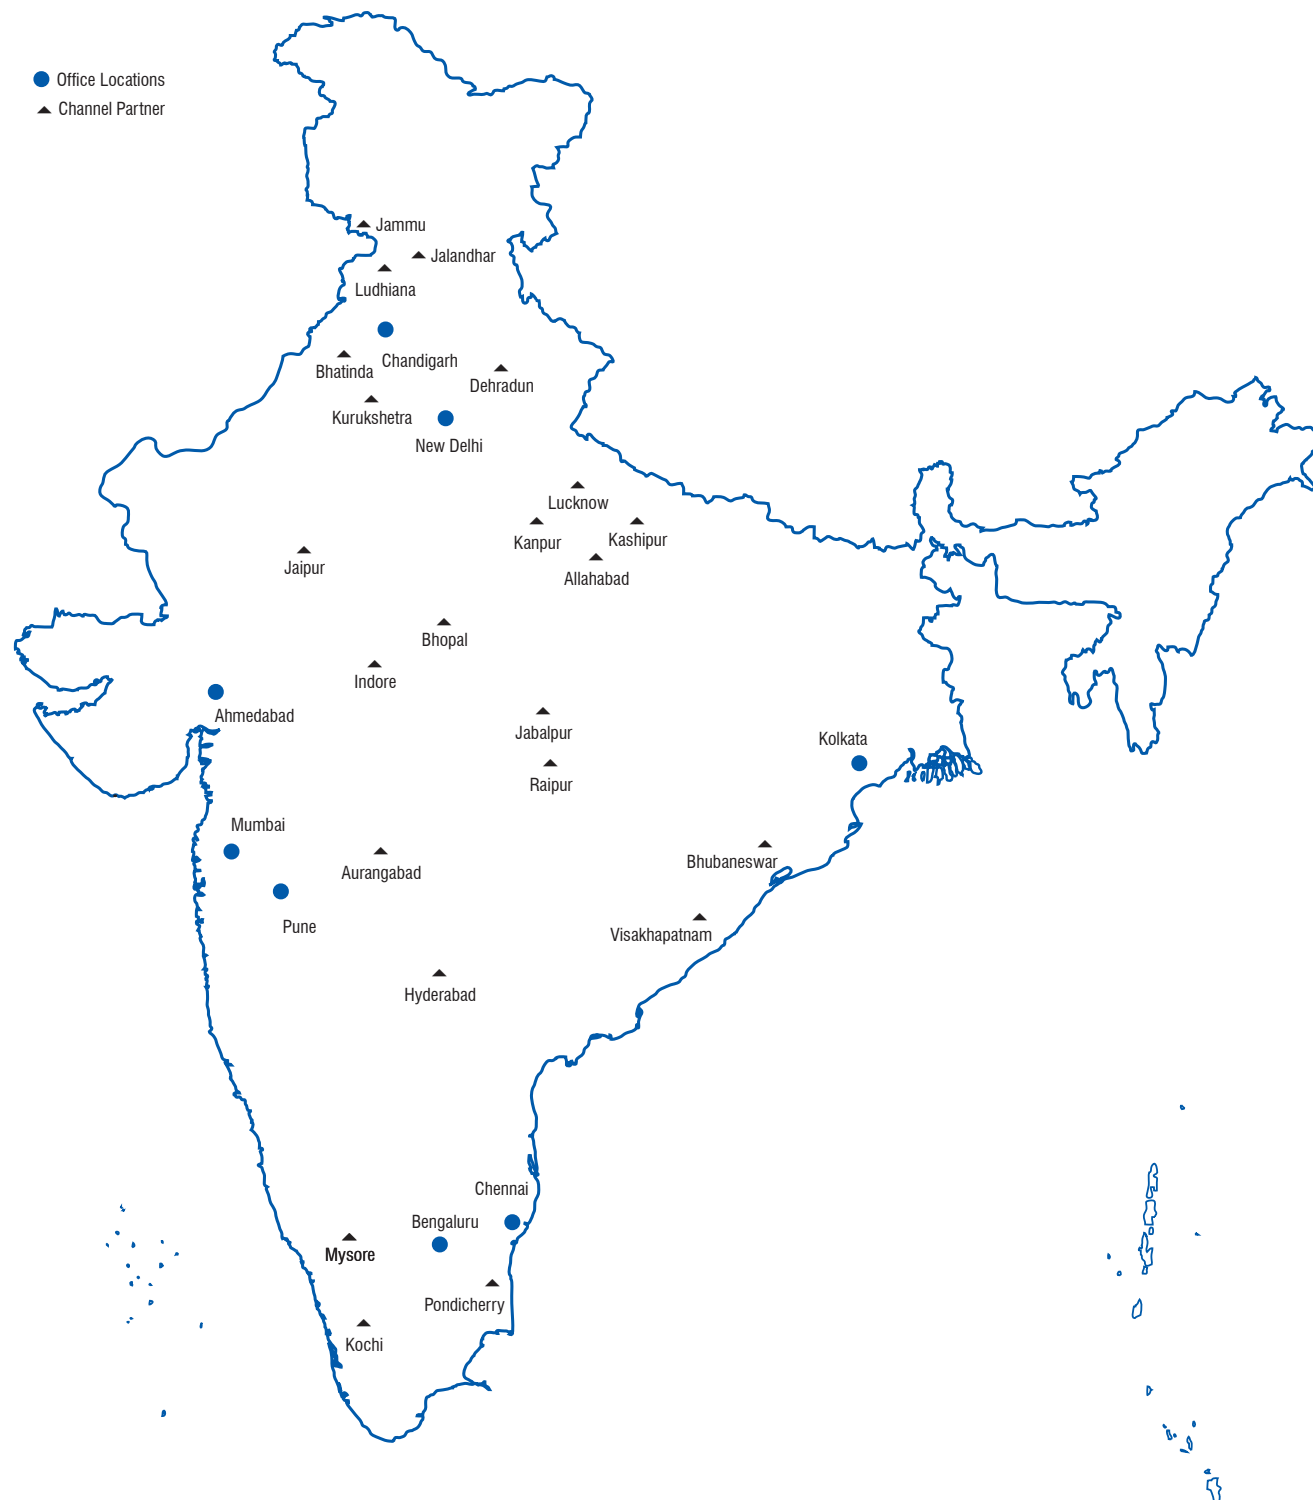 Office Locations
Channel Partner
Jammu
Jalandhar
Ludhiana
Chandigarh
Bhatinda
Dehradun
Kurukshetra
New Delhi
Lucknow
Kanpur
Kashipur
Jaipur
Allahabad
Bhopal
Indore
Ahmedabad
Jabalpur
Kolkata
Raipur
Mumbai
Bhubaneswar
Aurangabad
Pune
Visakhapatnam
Hyderabad
Chennai
Bengaluru
Mysore
Pondicherry
Kochi